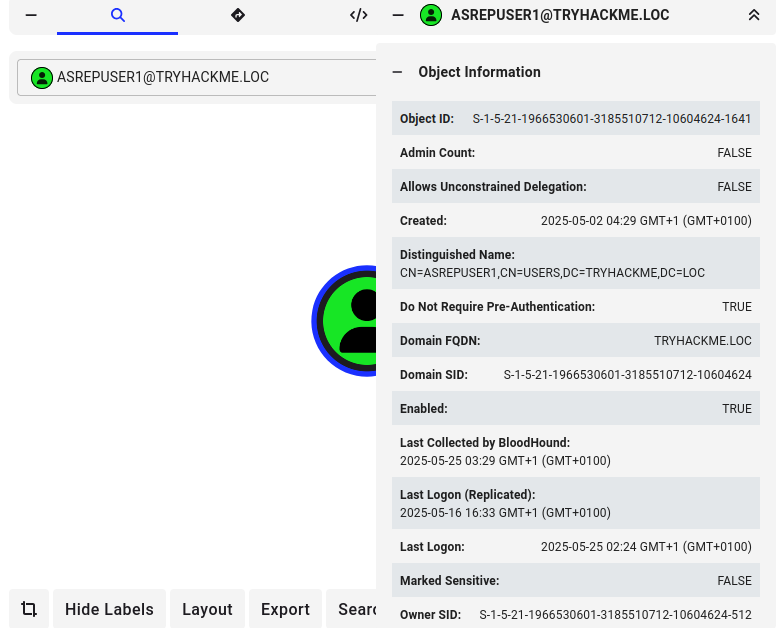 ASREPUSER1@TRYHACKME.LOC
ASREPUSER1@TRYHACKME.LOC
Hide Labels
Layout
Export
Searc
Object Information
Object ID: S-1-5-21-1966530601-3185510712-10604624-1641
Admin Count: FALSE
Allows Unconstrained Delegation: FALSE
Created: 2025-05-02 04:29 GMT+1 (GMT+0100)
Distinguished Name:
CN=ASREPUSER1,CN=USERS,DC=TRYHACKME,DC=LOC
Do Not Require Pre-Authentication: TRUE
Domain FQDN: TRYHACKME.LOC
Domain SID: S-1-5-21-1966530601-3185510712-10604624
Enabled: TRUE
Last Collected by BloodHound:
2025-05-25 03:29 GMT+1 (GMT+0100)
Last Logon (Replicated):
2025-05-16 16:33 GMT+1 (GMT+0100)
Last Logon: 2025-05-25 02:24 GMT+1 (GMT+0100)
Marked Sensitive: FALSE
Owner SID: S-1-5-21-1966530601-3185510712-10604624-512